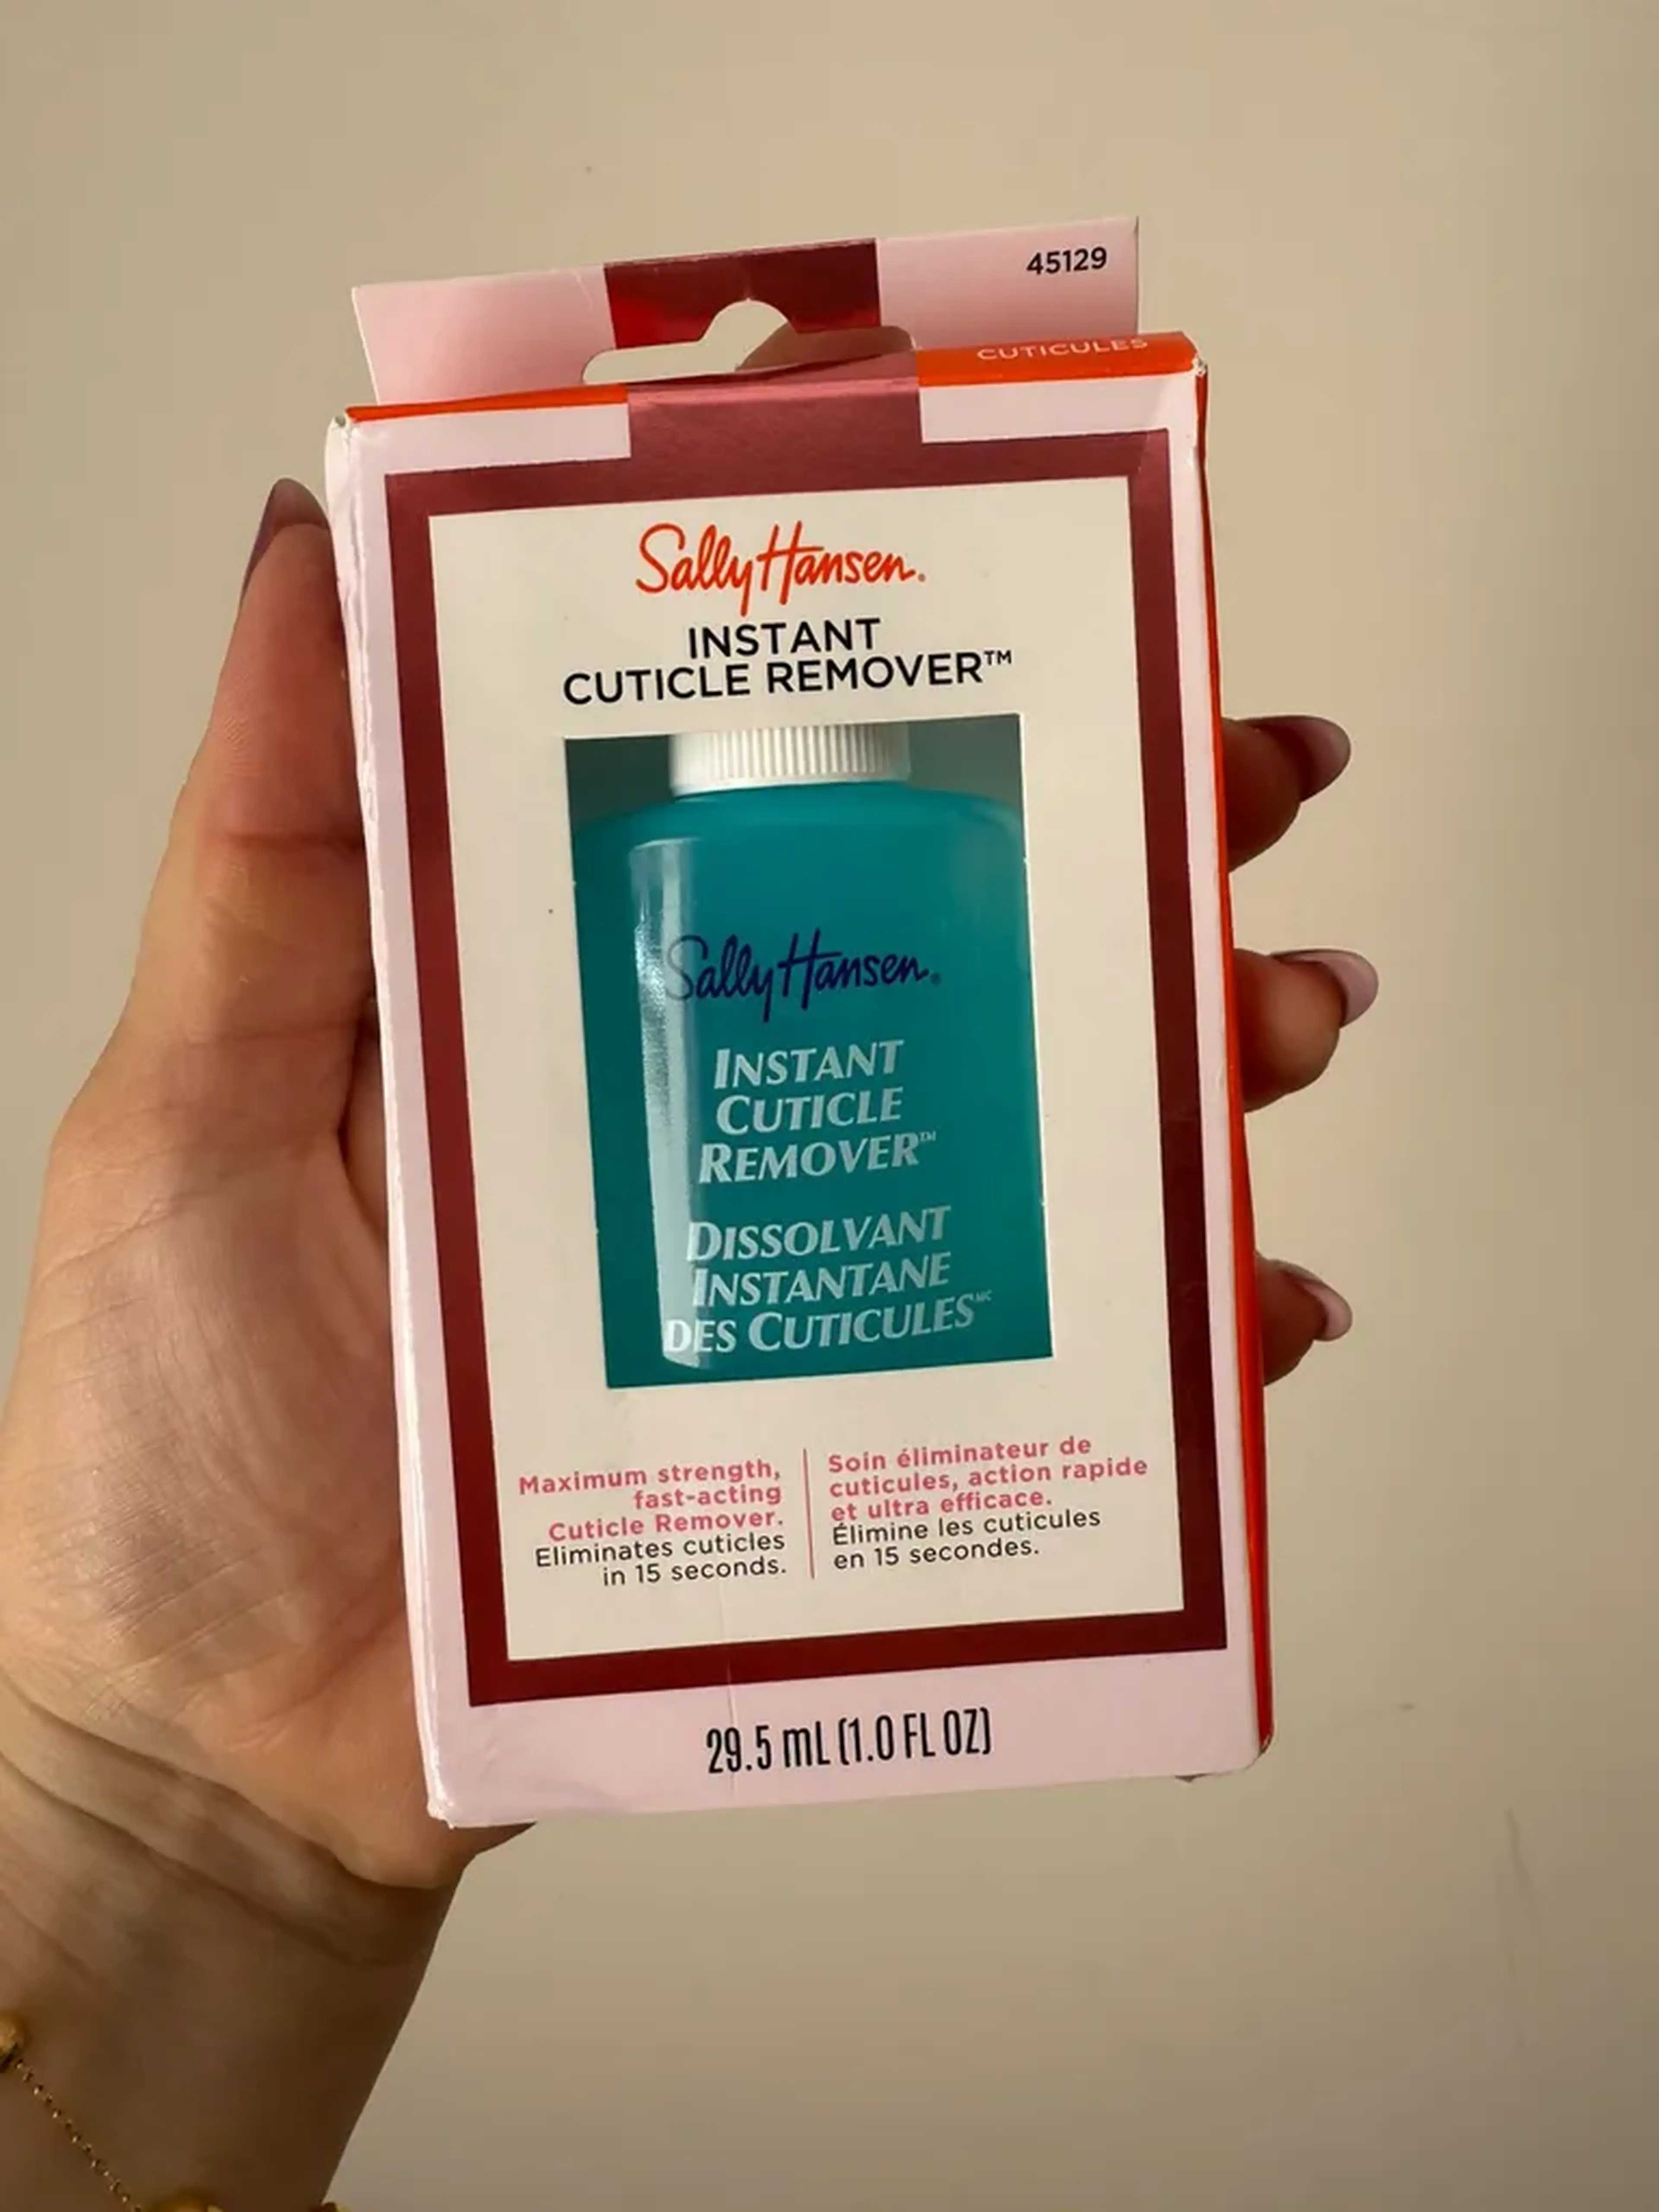 45129
CUTICULES
Sally Hansen®
INSTANT
CUTICLE REMOVER™
Sally Hansen®
INSTANT
CUTICLE
REMOVER™
DISSOLVANT
INSTANTANE
DES CUTICULES MC
Maximum strength,
fast-acting
Cuticle Remover.
Eliminates cuticles
in 15 seconds.
Soin éliminateur de
cuticules, action rapide
et ultra efficace.
Élimine les cuticules
en 15 secondes.
29.5 mL (1.0 FL OZ)